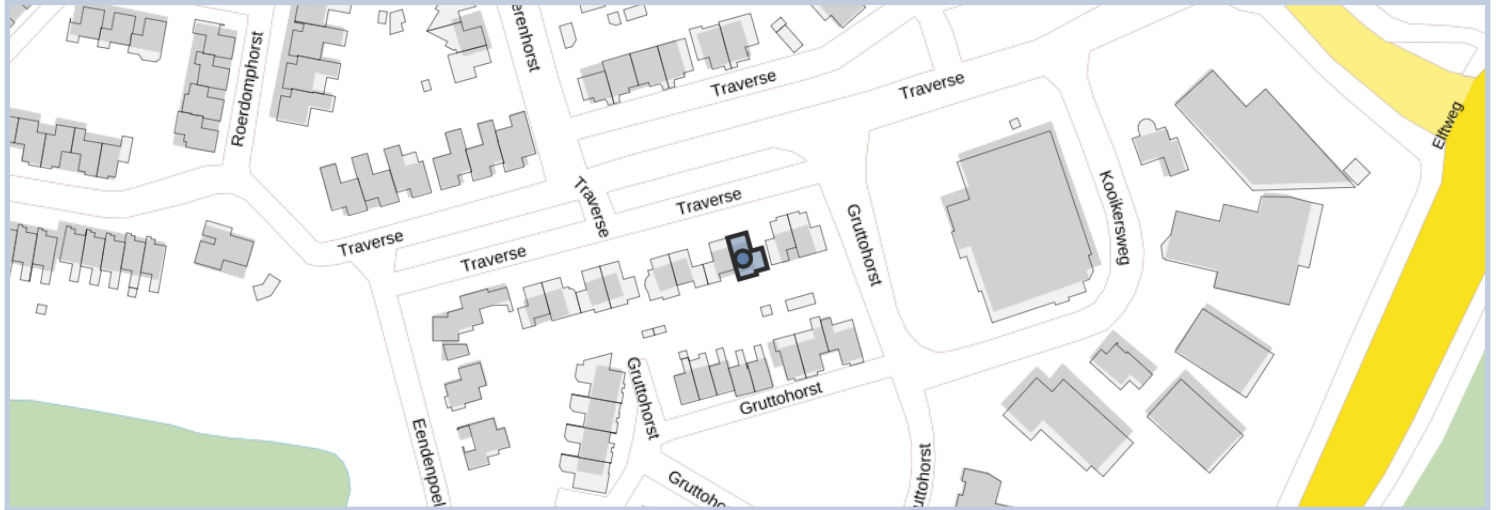 erenhorst
Roerdomphorst
Traverse
Traverse
Elftweg
Traverse
Traverse
Kooikersweg
Traverse
Gruttohorst
Traverse
Gruttohorst
Gruttohorst
Eendenpoel
Gruttoho
uttohorst